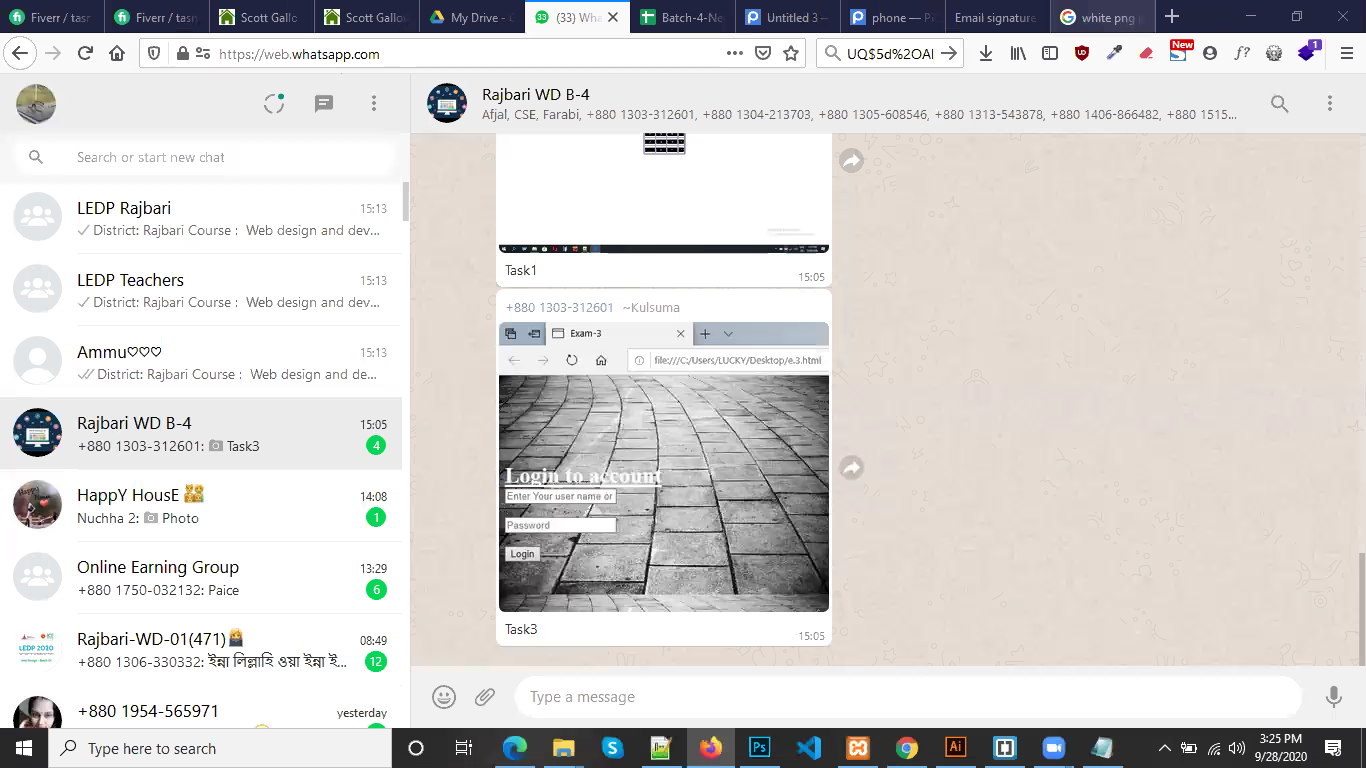 Fiverr / tasn
Fiverr / tasn
Scott Gallo
Scott Gallow
My Drive - G
(33) Wha
Batch-4-Ne
Untitled 3 —
phone — Pi
Email signature
white png p
https://web.whatsapp.com
UQ$5d%2OAI
New
1
Rajbari WD B-4
Afjal, CSE, Farabi, +880 1303-312601, +880 1304-213703, +880 1305-608546, +880 1313-543878, +880 1406-866482, +880 1515...
Search or start new chat
LEDP Rajbari
15:13
District: Rajbari Course : Web design and dev...
LEDP Teachers
15:13
District: Rajbari Course : Web design and dev...
Ammu♡♡♡
15:13
District: Rajbari Course : Web design and de...
Rajbari WD B-4
15:05
+880 1303-312601: Task3
4
HappY HousE
14:08
Nuchha 2: Photo
1
Online Earning Group
13:29
+880 1750-032132: Paice
6
Rajbari-WD-01(471)
08:49
+880 1306-330332: ইন্না লিল্লাহি ওয়া ইন্না ই...
12
LEDP 2020
+880 1954-565971
yesterday
Task1
15:05
+880 1303-312601 ~Kulsuma
Exam-3
file:///C:/Users/LUCKY/Desktop/e.3.html
Login to account
Enter Your user name or
Password
Login
Task3
15:05
Type a message
Type here to search
3:25 PM
9/28/2020